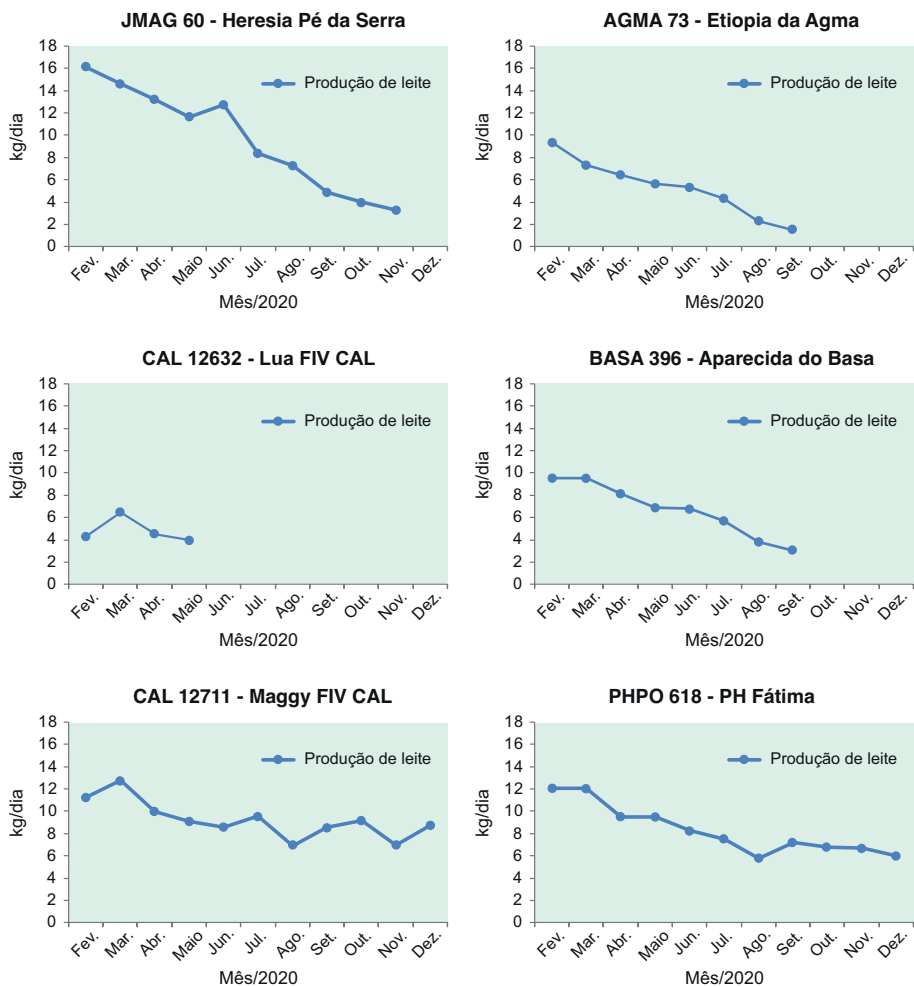 JMAG 60 - Heresia Pé da Serra
18
16
14
12
10
8
6
4
2
0
kg/dia
Produção de leite
Fev. Mar. Abr. Maio Jun. Jul. Ago. Set. Out. Nov. Dez.
Mês/2020
AGMA 73 - Etiopia da Agma
18
16
14
12
10
8
6
4
2
0
kg/dia
Produção de leite
Fev. Mar. Abr. Maio Jun. Jul. Ago. Set. Out. Nov. Dez.
Mês/2020
CAL 12632 - Lua FIV CAL
18
16
14
12
10
8
6
4
2
0
kg/dia
Produção de leite
Fev. Mar. Abr. Maio Jun. Jul. Ago. Set. Out. Nov. Dez.
Mês/2020
BASA 396 - Aparecida do Basa
18
16
14
12
10
8
6
4
2
0
kg/dia
Produção de leite
Fev. Mar. Abr. Maio Jun. Jul. Ago. Set. Out. Nov. Dez.
Mês/2020
CAL 12711 - Maggy FIV CAL
18
16
14
12
10
8
6
4
2
0
kg/dia
Produção de leite
Fev. Mar. Abr. Maio Jun. Jul. Ago. Set. Out. Nov. Dez.
Mês/2020
PHPO 618 - PH Fátima
18
16
14
12
10
8
6
4
2
0
kg/dia
Produção de leite
Fev. Mar. Abr. Maio Jun. Jul. Ago. Set. Out. Nov. Dez.
Mês/2020